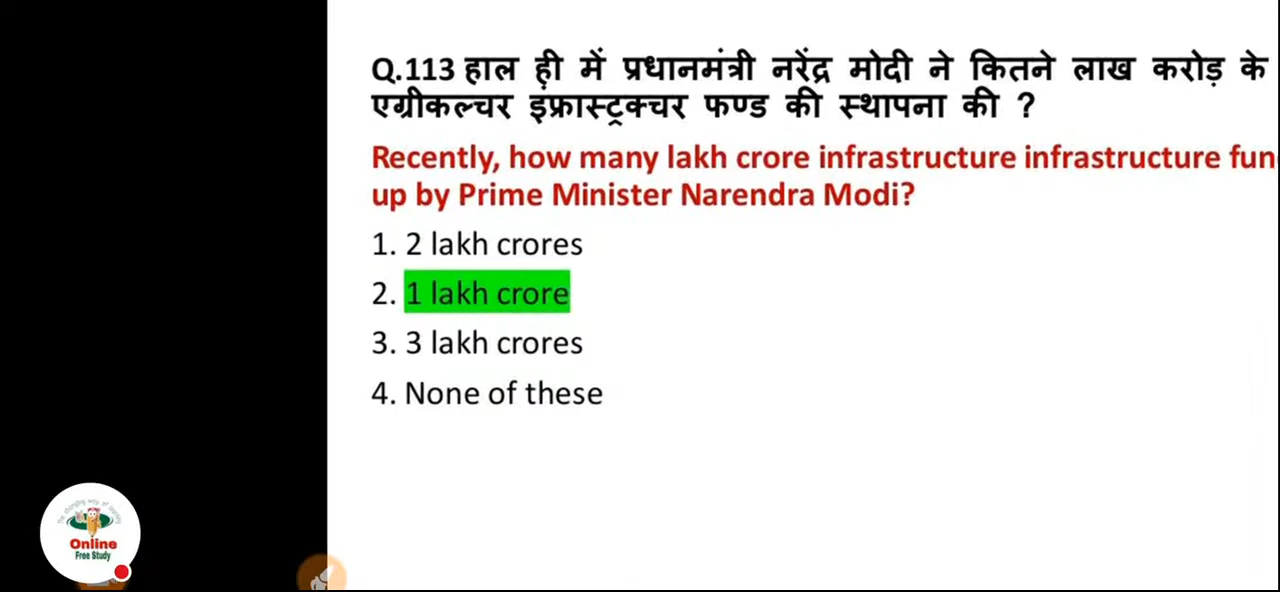 Q.113 हाल ही में प्रधानमंत्री नरेंद्र मोदी ने कितने लाख करोड़ के
एग्रीकल्चर इंफ्रास्ट्रक्चर फण्ड की स्थापना की ?
Recently, how many lakh crore infrastructure infrastructure fun
up by Prime Minister Narendra Modi?
1. 2 lakh crores
2. 1 lakh crore
3. 3 lakh crores
4. None of these
Online
Free Study